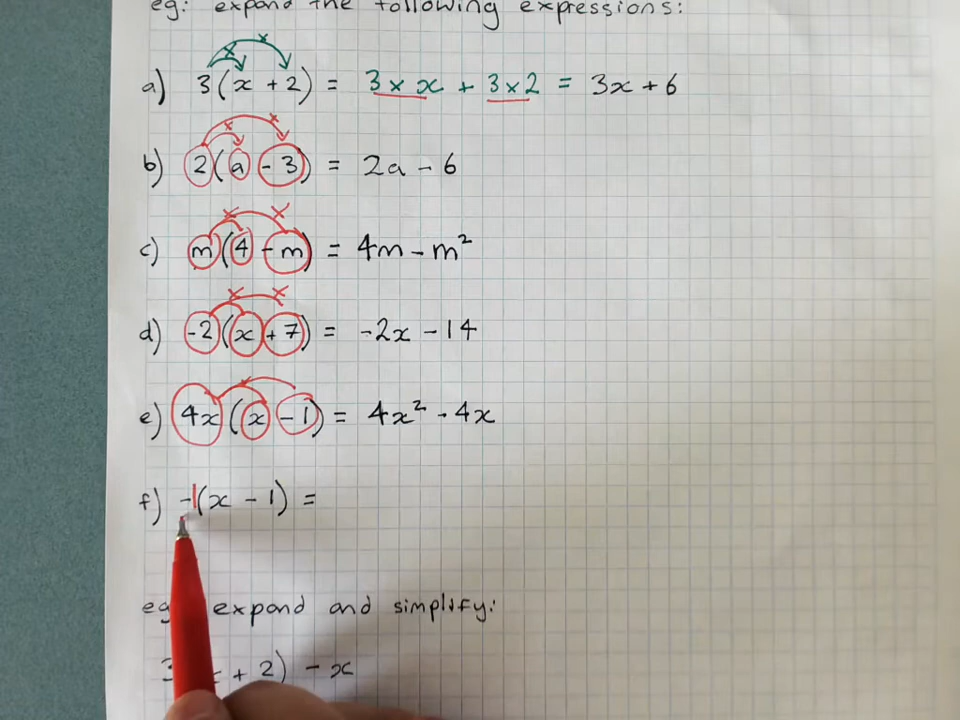 eg: expand the following expressions:
a) 3(x + 2) = 3 × x + 3 × 2 = 3x + 6
b) 2(a - 3) = 2a - 6
c) m(4 - m) = 4m - m²
d) -2(x + 7) = -2x - 14
e) 4x(x - 1) = 4x² - 4x
f) -1(x - 1) =
eg expand and simplify:
+ 2) - x